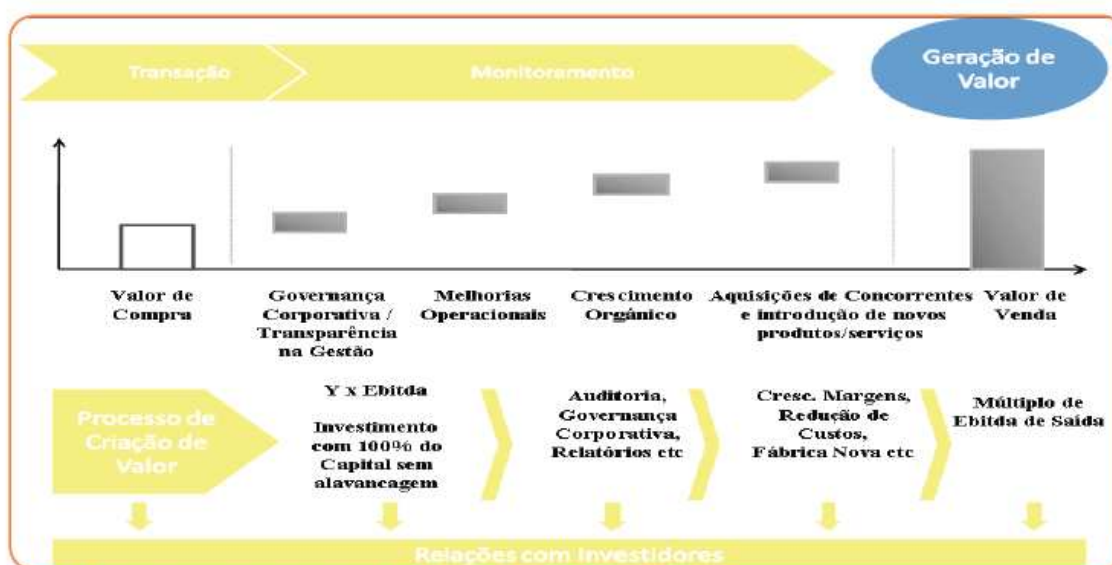 Transação
Monitoramento
Geração de
Valor
Valor de
Compra
Governança
Corporativa /
Transparência
na Gestão
Melhorias
Operacionais
Crescimento
Orgânico
Aquisições de Concorrentes
e introdução de novos
produtos/serviços
Valor de
Venda
Processo de
Criação de
Valor
Y x Ebitda
Investimento
com 100% do
Capital sem
alavancagem
Auditoria,
Governança
Corporativa,
Relatórios etc
Cresc. Margens,
Redução de
Custos,
Fábrica Nova etc
Múltiplo de
Ebitda de Saída
Relações com Investidores